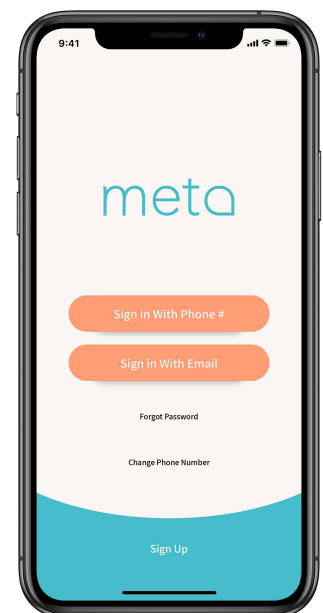 9:41
meta
Sign in With Phone #
Sign in With Email
Forgot Password
Change Phone Number
Sign Up